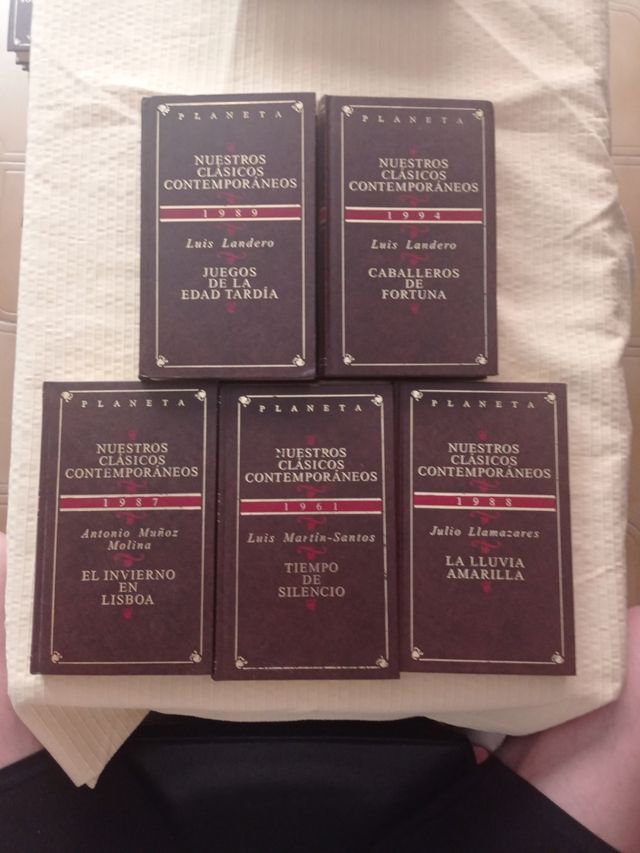 PLANETA
NUESTROS
CLÁSICOS
CONTEMPORÁNEOS
1989
Luis Landero
JUEGOS
DE LA
EDAD TARDÍA
PLANETA
NUESTROS
CLÁSICOS
CONTEMPORÁNEOS
1994
Luis Landero
CABALLEROS
DE
FORTUNA
PLANETA
NUESTROS
CLÁSICOS
CONTEMPORÁNEOS
1987
Antonio Muñoz
Molina
EL INVIERNO
EN
LISBOA
PLANETA
NUESTROS
CLÁSICOS
CONTEMPORÁNEOS
1961
Luis Martín-Santos
TIEMPO
DE
SILENCIO
PLANETA
NUESTROS
CLÁSICOS
CONTEMPORÁNEOS
1988
Julio Llamazares
LA LLUVIA
AMARILLA